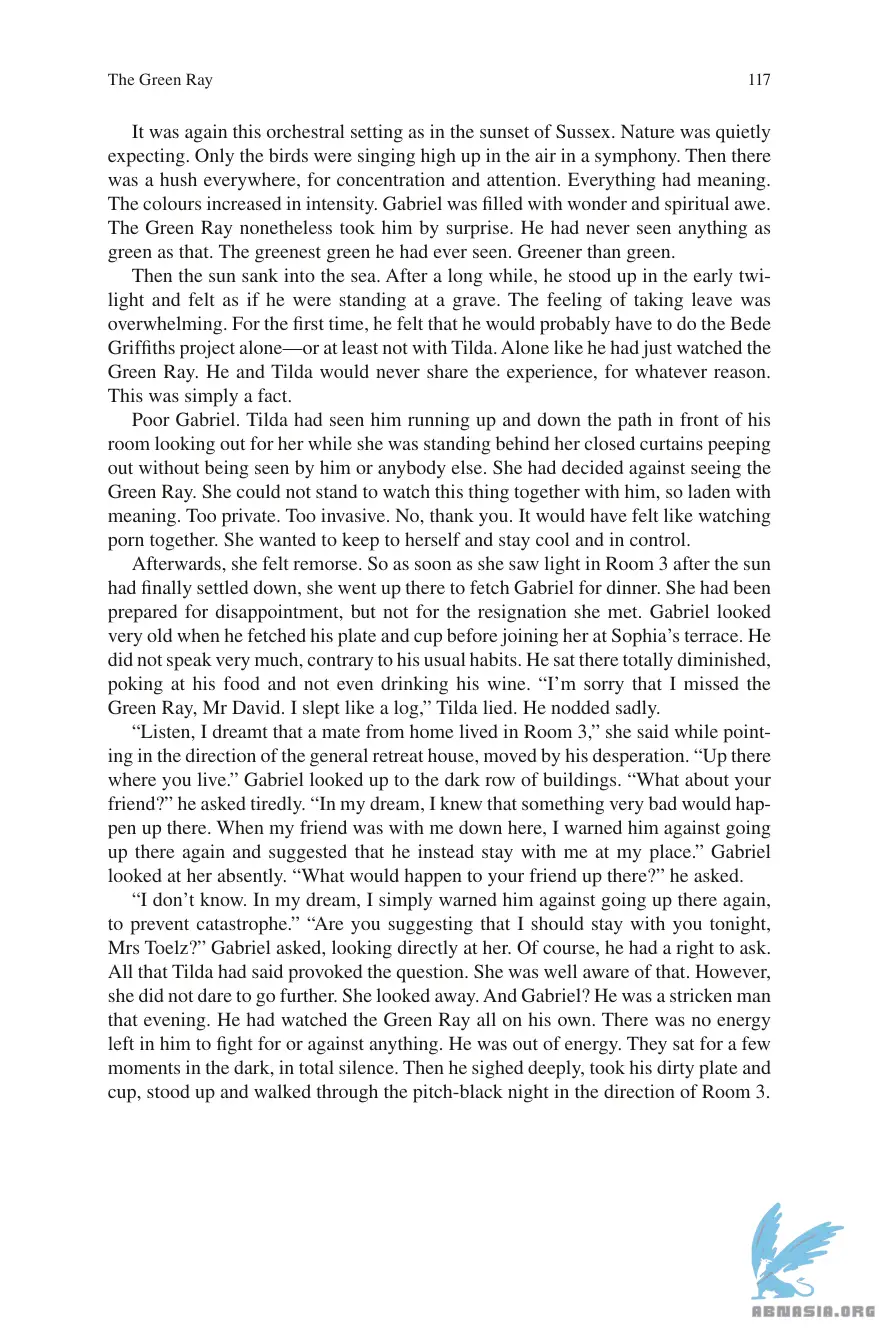 The Green Ray 117
It was again this orchestral setting as in the sunset of Sussex. Nature was quietly
expecting. Only the birds were singing high up in the air in a symphony. Then there
was a hush everywhere, for concentration and attention. Everything had meaning.
The colours increased in intensity. Gabriel was filled with wonder and spiritual awe.
The Green Ray nonetheless took him by surprise. He had never seen anything as
green as that. The greenest green he had ever seen. Greener than green.
Then the sun sank into the sea. After a long while, he stood up in the early twi-
light and felt as if he were standing at a grave. The feeling of taking leave was
overwhelming. For the first time, he felt that he would probably have to do the Bede
Griffiths project alone—or at least not with Tilda. Alone like he had just watched the
Green Ray. He and Tilda would never share the experience, for whatever reason.
This was simply a fact.
Poor Gabriel. Tilda had seen him running up and down the path in front of his
room looking out for her while she was standing behind her closed curtains peeping
out without being seen by him or anybody else. She had decided against seeing the
Green Ray. She could not stand to watch this thing together with him, so laden with
meaning. Too private. Too invasive. No, thank you. It would have felt like watching
porn together. She wanted to keep to herself and stay cool and in control.
Afterwards, she felt remorse. So as soon as she saw light in Room 3 after the sun
had finally settled down, she went up there to fetch Gabriel for dinner. She had been
prepared for disappointment, but not for the resignation she met. Gabriel looked
very old when he fetched his plate and cup before joining her at Sophia’s terrace. He
did not speak very much, contrary to his usual habits. He sat there totally diminished,
poking at his food and not even drinking his wine. “I’m sorry that I missed the
Green Ray, Mr David. I slept like a log,” Tilda lied. He nodded sadly.
“Listen, I dreamt that a mate from home lived in Room 3,” she said while point-
ing in the direction of the general retreat house, moved by his desperation. “Up there
where you live.” Gabriel looked up to the dark row of buildings. “What about your
friend?” he asked tiredly. “In my dream, I knew that something very bad would hap-
pen up there. When my friend was with me down here, I warned him against going
up there again and suggested that he instead stay with me at my place.” Gabriel
looked at her absently. “What would happen to your friend up there?” he asked.
“I don’t know. In my dream, I simply warned him against going up there again,
to prevent catastrophe.” “Are you suggesting that I should stay with you tonight,
Mrs Toelz?” Gabriel asked, looking directly at her. Of course, he had a right to ask.
All that Tilda had said provoked the question. She was well aware of that. However,
she did not dare to go further. She looked away. And Gabriel? He was a stricken man
that evening. He had watched the Green Ray all on his own. There was no energy
left in him to fight for or against anything. He was out of energy. They sat for a few
moments in the dark, in total silence. Then he sighed deeply, took his dirty plate and
cup, stood up and walked through the pitch-black night in the direction of Room 3.
ABNASIA.ORG